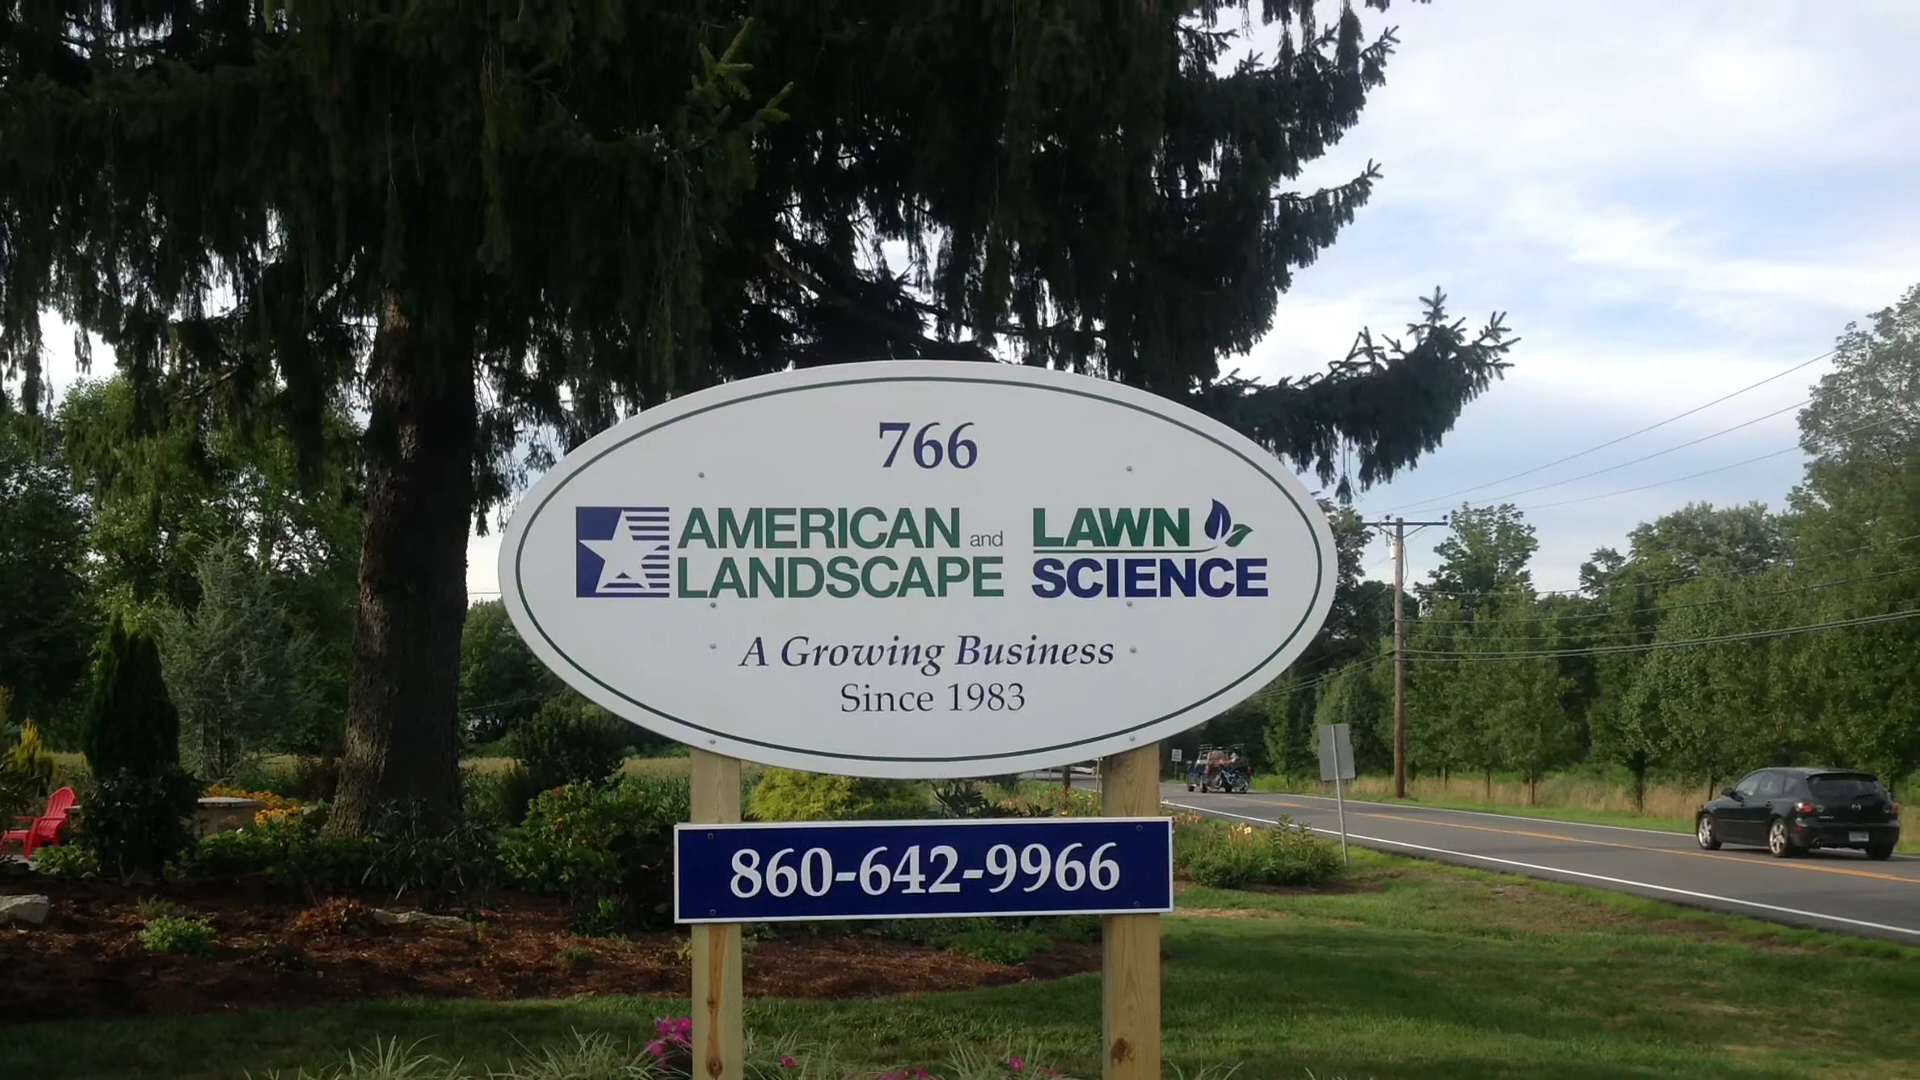 766
AMERICAN and LAWN
LANDSCAPE SCIENCE
A Growing Business
Since 1983
860-642-9966